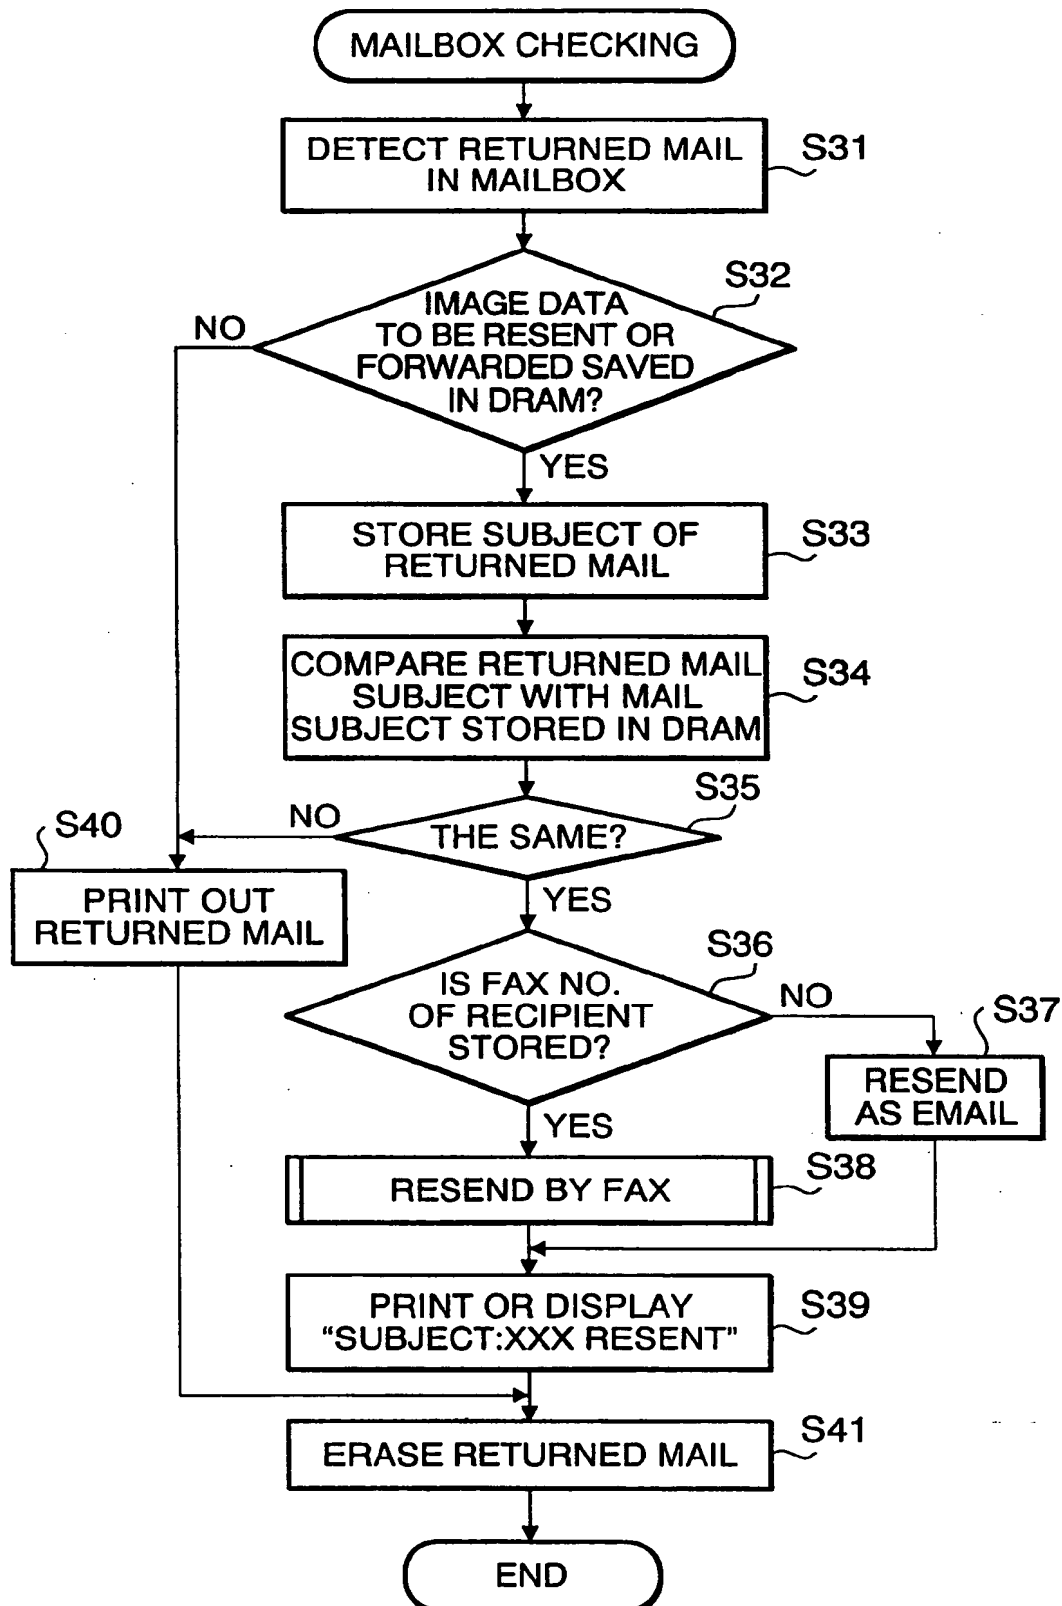 MAILBOX CHECKING
DETECT RETURNED MAIL
IN MAILBOX
S31
S32
IMAGE DATA
TO BE RESENT OR
FORWARDED SAVED
IN DRAM?
NO
YES
STORE SUBJECT OF
RETURNED MAIL
S33
COMPARE RETURNED MAIL
SUBJECT WITH MAIL
SUBJECT STORED IN DRAM
S34
S35
THE SAME?
NO
S40
PRINT OUT
RETURNED MAIL
YES
S36
IS FAX NO.
OF RECIPIENT
STORED?
NO
S37
RESEND
AS EMAIL
YES
RESEND BY FAX
S38
PRINT OR DISPLAY
“SUBJECT:XXX RESENT”
S39
ERASE RETURNED MAIL
S41
END